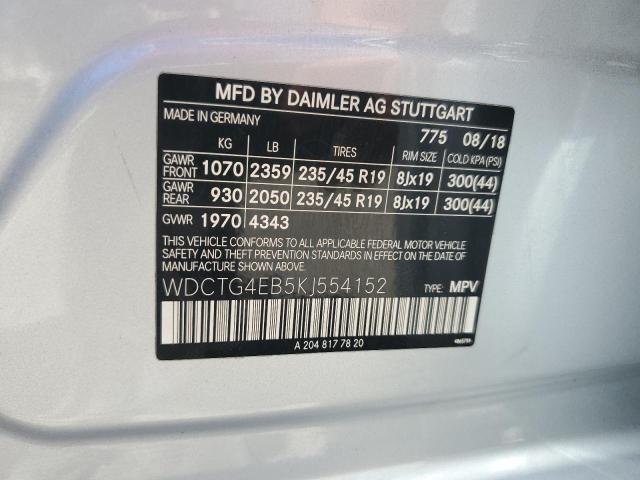 MFD BY DAIMLER AG STUTTGART
MADE IN GERMANY 775 08/18
KG LB TIRES RIM SIZE COLD KPA(PSI)
GAWR FRONT 1070 2359 235/45 R19 8Jx19 300(44)
GAWR REAR 930 2050 235/45 R19 8Jx19 300(44)
GVWR 1970 4343
THIS VEHICLE CONFORMS TO ALL APPLICABLE FEDERAL MOTOR VEHICLE
SAFETY AND THEFT PREVENTION STANDARDS IN EFFECT ON THE DATE
OF MANUFACTURE SHOWN ABOVE.
WDCTG4EB5KJ554152 TYPE: MPV
A 204 817 78 20